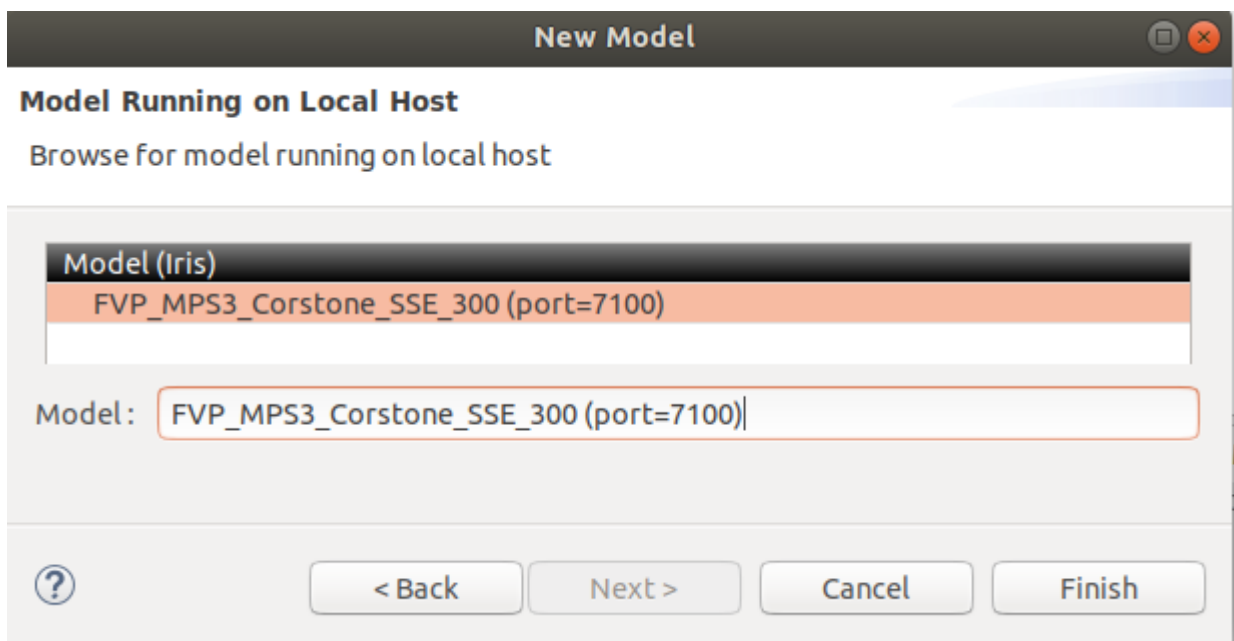 New Model
Model Running on Local Host
Browse for model running on local host
Model (Iris)
FVP_MPS3_Corstone_SSE_300 (port=7100)
Model: FVP_MPS3_Corstone_SSE_300 (port=7100)
? < Back Next > Cancel Finish